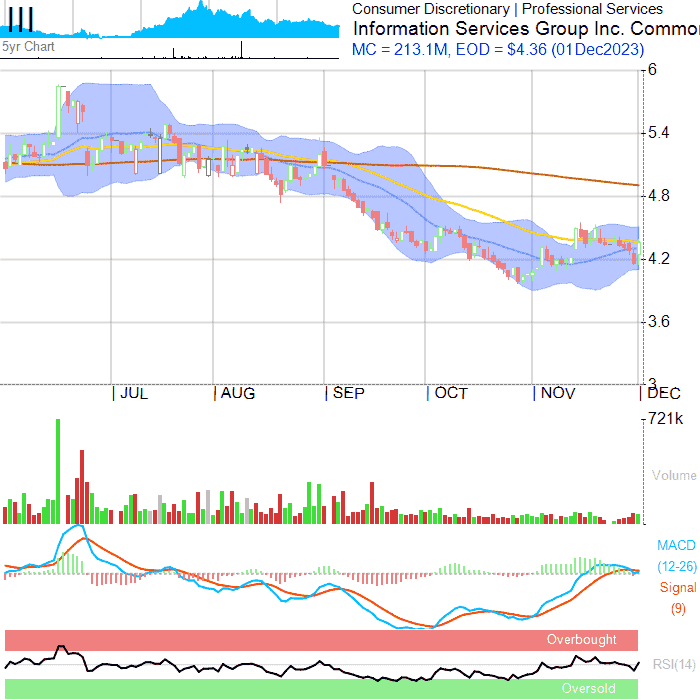 III
5yr Chart
Consumer Discretionary | Professional Services
Information Services Group Inc. Common
MC = 213.1M, EOD = $4.36 (01Dec2023)
6
5.4
4.8
4.2
3.6
3
JUL
AUG
SEP
OCT
NOV
DEC
721k
Volume
MACD
(12-26)
Signal
(9)
Overbought
RSI(14)
Oversold